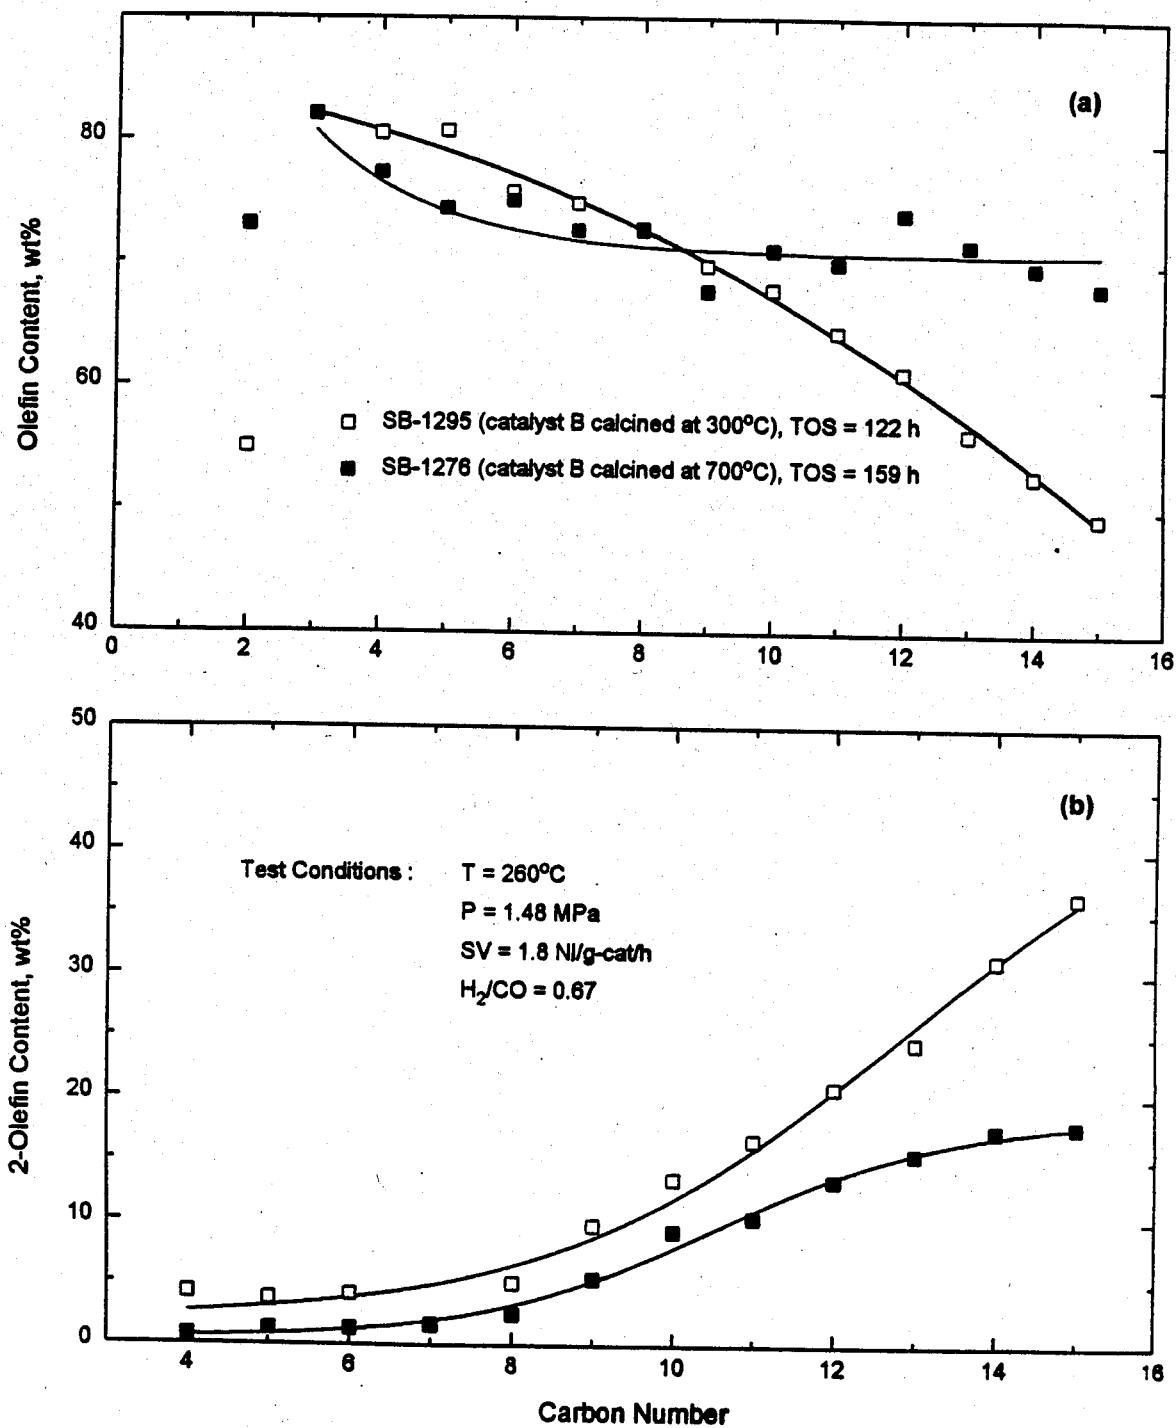 (a)
80
60
40
Olefin Content, wt%
SB-1295 (catalyst B calcined at 300°C), TOS = 122 h
SB-1276 (catalyst B calcined at 700°C), TOS = 159 h
0 2 4 6 8 10 12 14 16
(b)
50
40
30
20
10
0
2-Olefin Content, wt%
Test Conditions : T = 260°C
P = 1.48 MPa
SV = 1.8 Nl/g-cat/h
H₂/CO = 0.67
4 6 8 10 12 14 16
Carbon Number